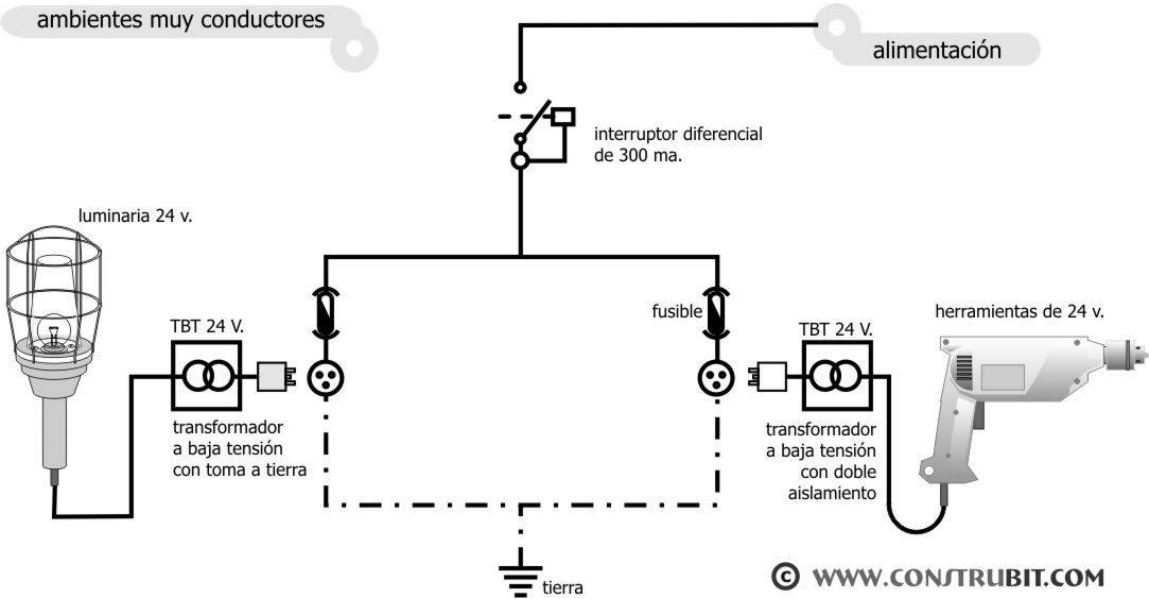 ambientes muy conductores
alimentación
interruptor diferencial
de 300 ma.
luminaria 24 v.
TBT 24 V.
transformador
a baja tensión
con toma a tierra
fusible
TBT 24 V.
transformador
a baja tensión
con doble
aislamiento
herramientas de 24 v.
tierra
© WWW.CONSTRUBIT.COM